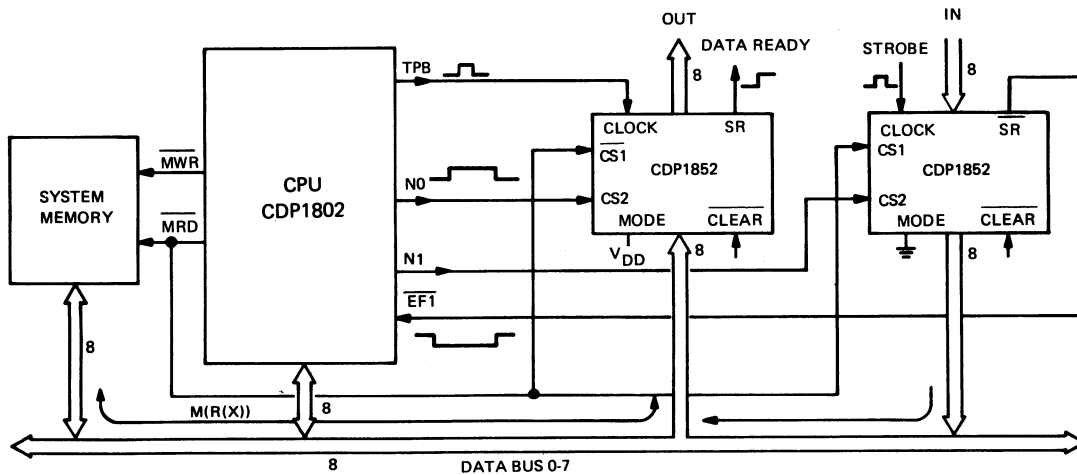 OUT
IN
DATA READY
STROBE
TPB
8
8
CLOCK
SR
CLOCK
SR
CS1
CS1
CDP1852
CDP1852
SYSTEM
MEMORY
MWR
MRD
CPU
CDP1802
N0
CS2
CS2
MODE
CLEAR
MODE
CLEAR
VDD
8
8
N1
EF1
8
8
M(R(X))
8
DATA BUS 0-7